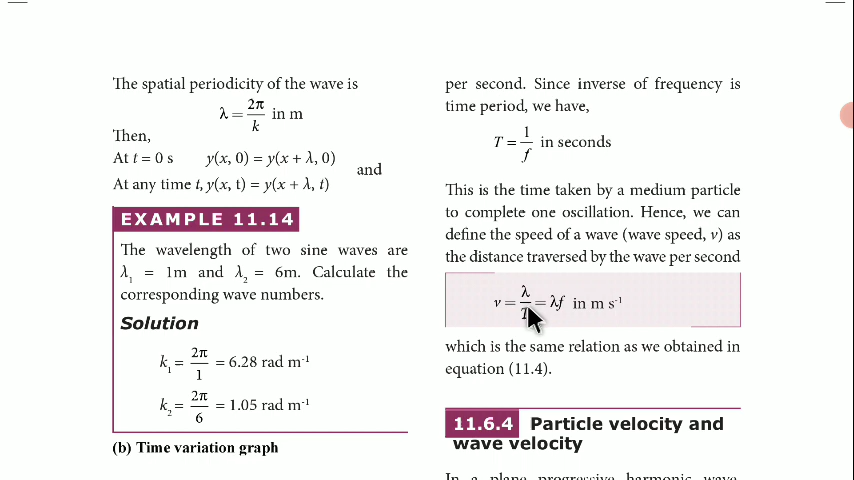 The spatial periodicity of the wave is
λ = 2π/k in m
Then,
At t = 0 s y(x, 0) = y(x + λ, 0)
and
At any time t, y(x, t) = y(x + λ, t)
EXAMPLE 11.14
The wavelength of two sine waves are
λ₁ = 1m and λ₂ = 6m. Calculate the
corresponding wave numbers.
Solution
k₁ = 2π/1 = 6.28 rad m⁻¹
k₂ = 2π/6 = 1.05 rad m⁻¹
(b) Time variation graph
per second. Since inverse of frequency is
time period, we have,
T = 1/f in seconds
This is the time taken by a medium particle
to complete one oscillation. Hence, we can
define the speed of a wave (wave speed, v) as
the distance traversed by the wave per second
v = λ/T = λf in m s⁻¹
which is the same relation as we obtained in
equation (11.4).
11.6.4 Particle velocity and
wave velocity
In a plane progressive harmonic wave,